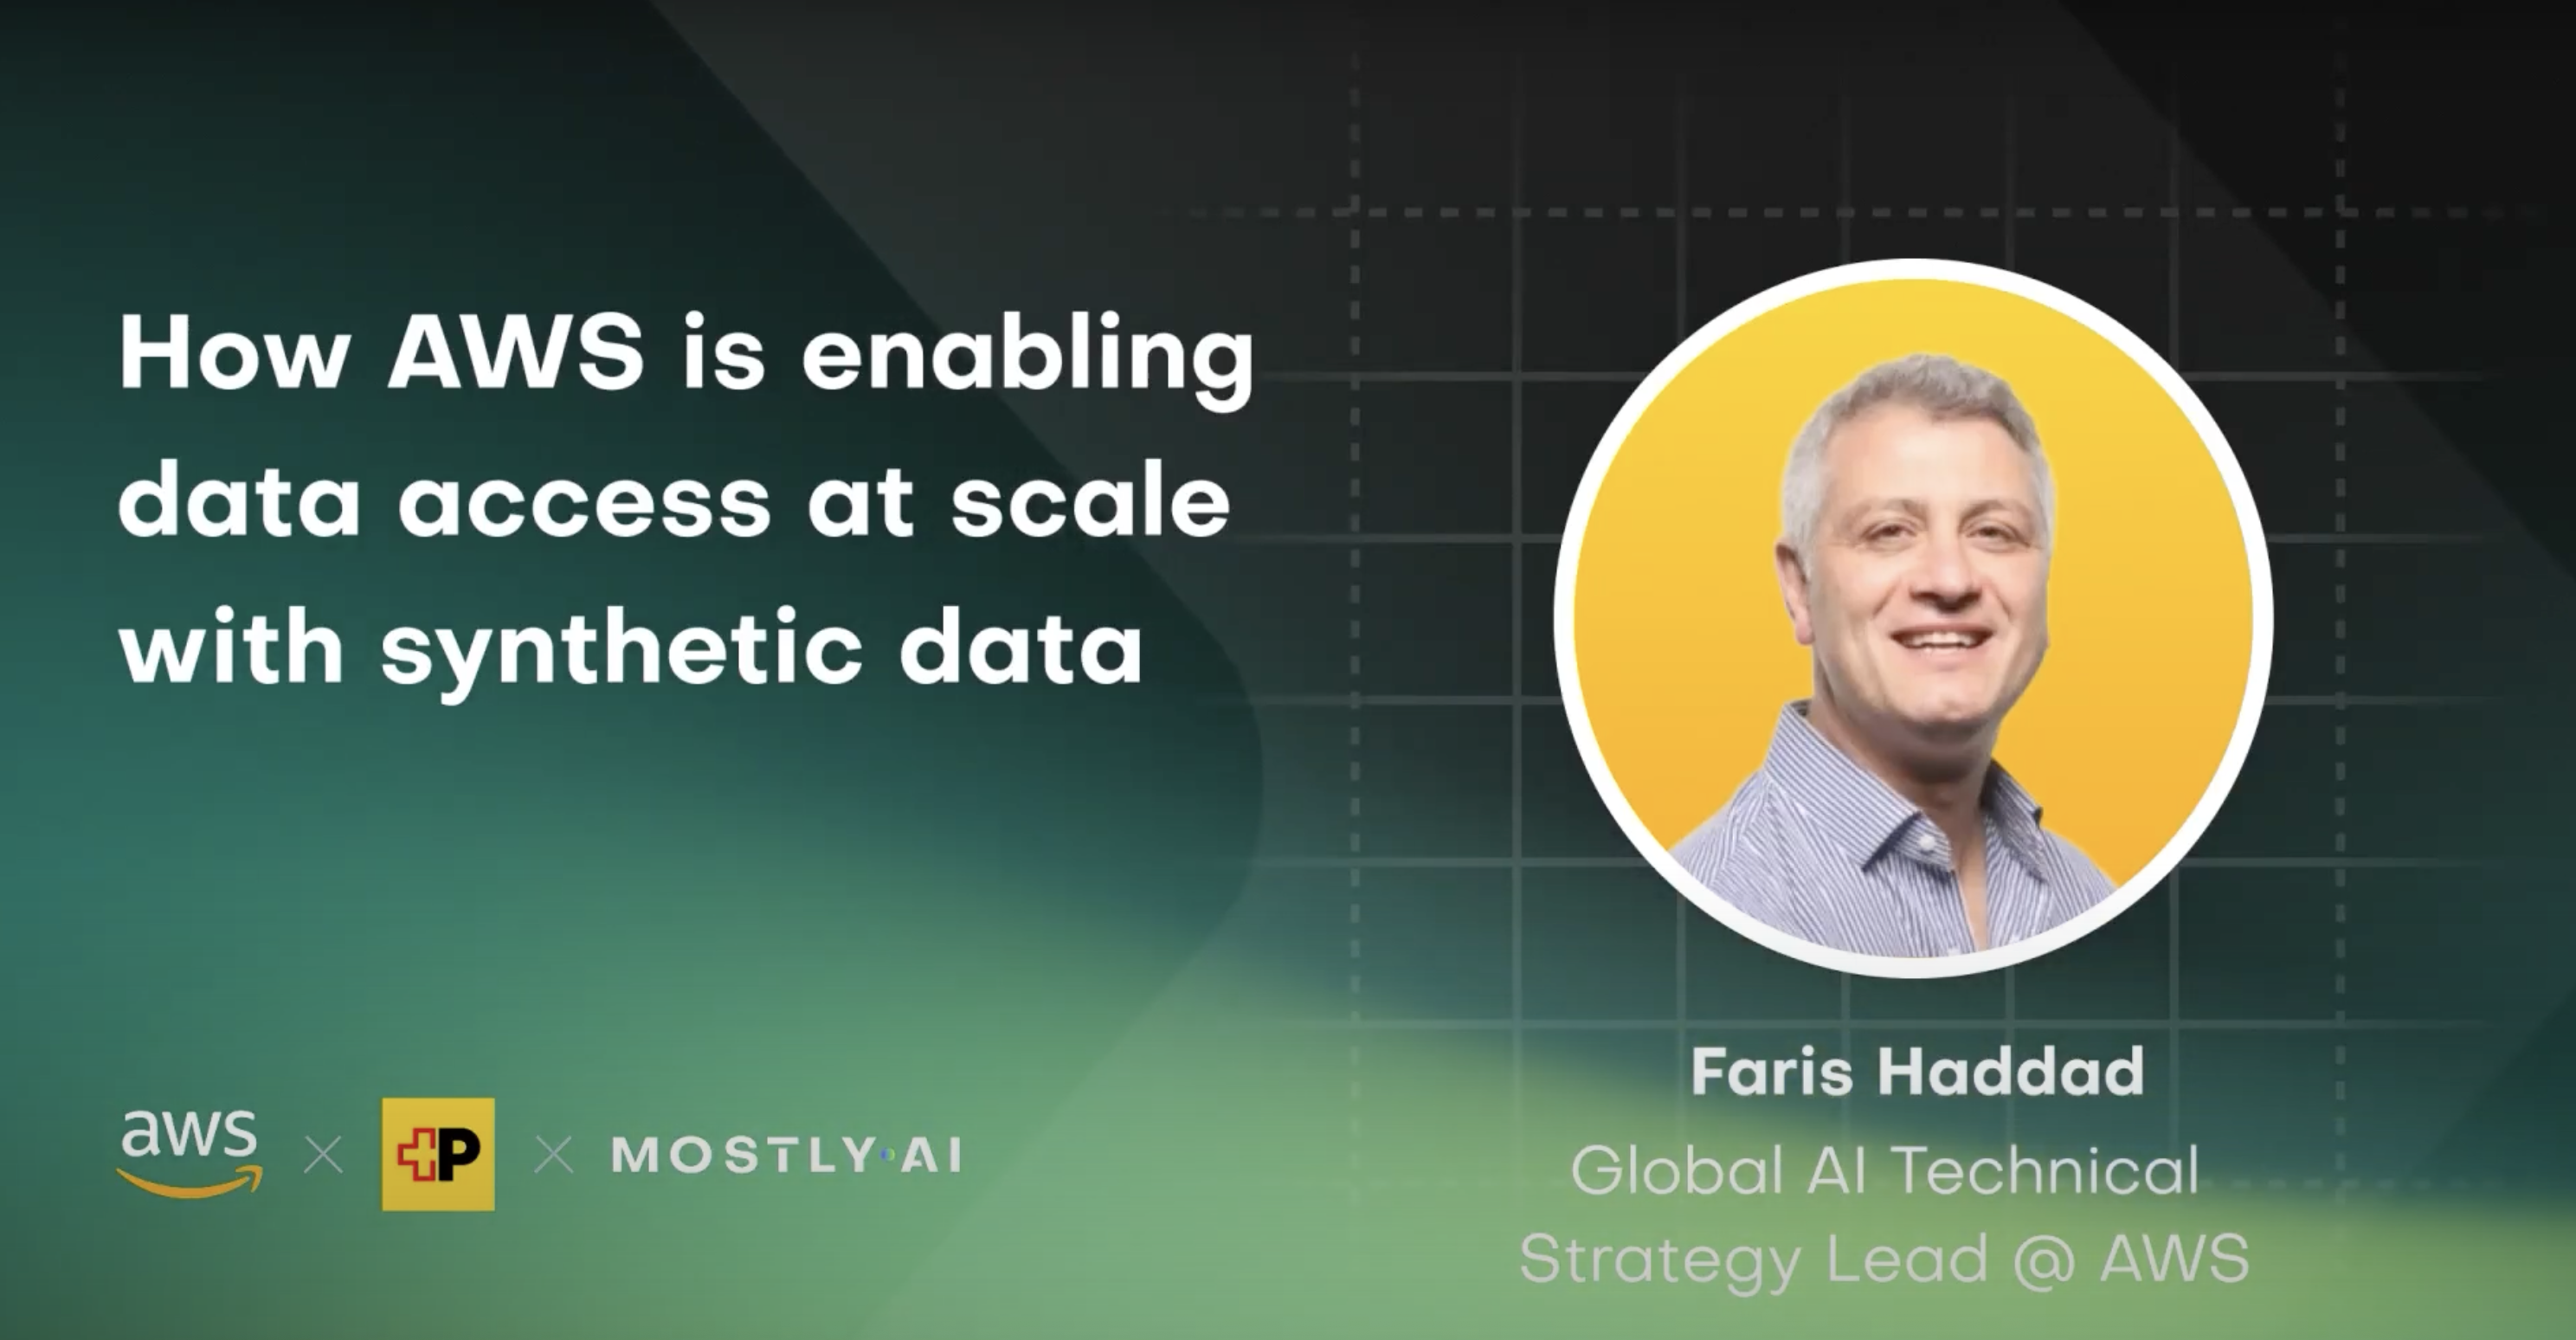 How AWS is enabling
data access at scale
with synthetic data
Faris Haddad
Global AI Technical
Strategy Lead @ AWS
aws × P × MOSTLY·AI